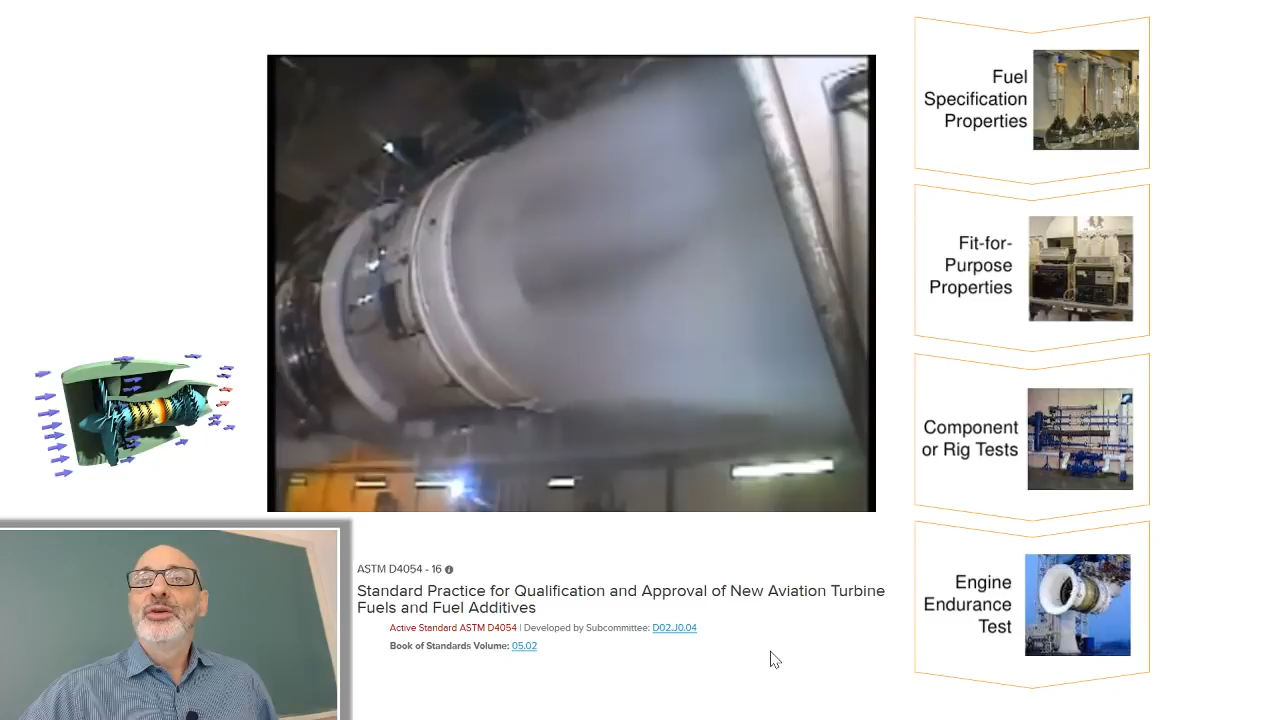 Fuel
Specification
Properties
Fit-for-
Purpose
Properties
Component
or Rig Tests
Engine
Endurance
Test
ASTM D4054 - 16
Standard Practice for Qualification and Approval of New Aviation Turbine
Fuels and Fuel Additives
Active Standard ASTM D4054 | Developed by Subcommittee: D02.J0.04
Book of Standards Volume: 05.02